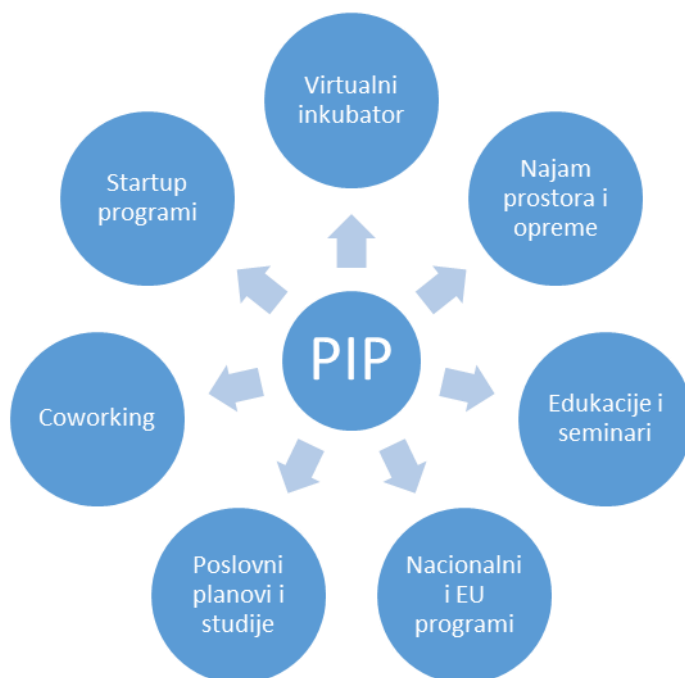 Virtualni
inkubator
Startup
programi
Najam
prostora i
opreme
PIP
Coworking
Edukacije i
seminari
Poslovni
planovi i
studije
Nacionalni
i EU
programi